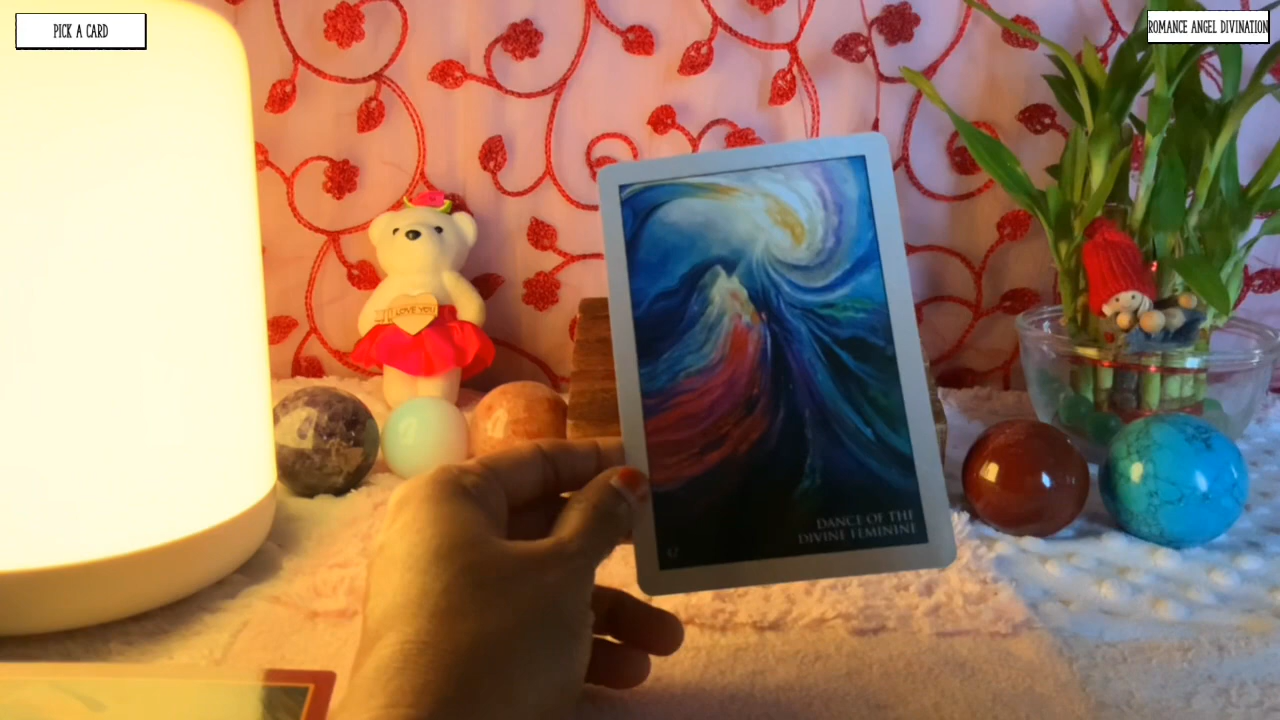 PICK A CARD
ROMANCE ANGEL DIVINATION
LOVE YOU
DANCE OF THE
DIVINE FEMININE